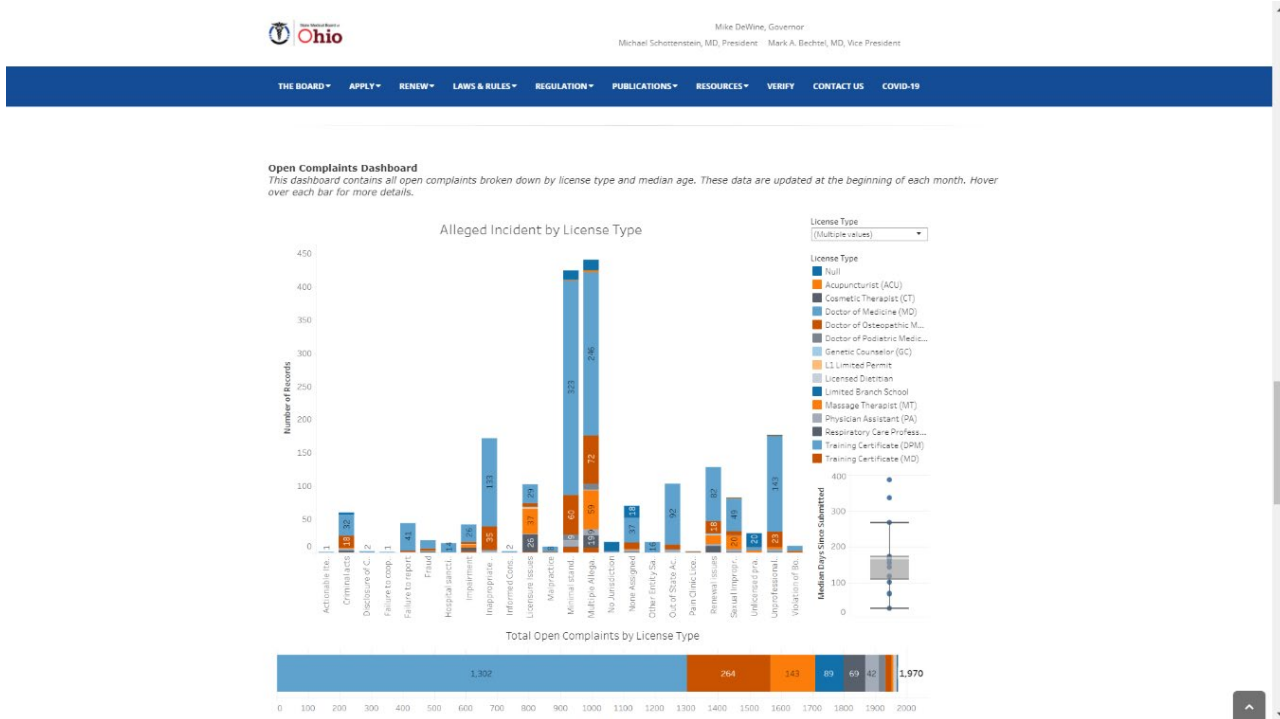 State Medical Board of
Ohio
Mike DeWine, Governor
Michael Schottenstein, MD, President Mark A. Bechtel, MD, Vice President
THE BOARD APPLY RENEW LAWS & RULES REGULATION PUBLICATIONS RESOURCES VERIFY CONTACT US COVID-19
Open Complaints Dashboard
This dashboard contains all open complaints broken down by license type and median age. These data are updated at the beginning of each month. Hover
over each bar for more details.
Alleged Incident by License Type
Number of Records
450
400
350
300
250
200
150
100
50
0
1
32
18
2
1
41
14
26
133
35
2
29
37
26
8
323
60
9
246
72
59
19
9
18
37
16
92
82
18
43
20
20
143
23
Actionable Ite..
Criminal acts
Disclosure of C..
Failure to coop..
Failure to report
Fraud
Hospital sancti..
Impairment
Inappropriate..
Informed Cons..
Licensure Issues
Malpractice
Minimal stand..
Multiple Allega..
No Jurisdiction
None Assigned
Other Entity Sa..
Out of State Ac..
Pain Clinic Lice..
Renewal Issues
Sexual Impropr..
Unlicensed pra..
Unprofessional..
Violation of Bo..
License Type
(Multiple values)
License Type
Null
Acupuncturist (ACU)
Cosmetic Therapist (CT)
Doctor of Medicine (MD)
Doctor of Osteopathic M...
Doctor of Podiatric Medic...
Genetic Counselor (GC)
L1 Limited Permit
Licensed Dietitian
Limited Branch School
Massage Therapist (MT)
Physician Assistant (PA)
Respiratory Care Profess...
Training Certificate (DPM)
Training Certificate (MD)
Median Days Since Submitted
400
300
200
100
0
Total Open Complaints by License Type
1,302 264 143 89 69 42 1,970
0 100 200 300 400 500 600 700 800 900 1000 1100 1200 1300 1400 1500 1600 1700 1800 1900 2000